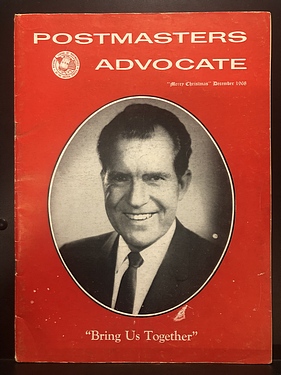 POSTMASTERS
ADVOCATE
"Merry Christmas" December 1968
"Bring Us Together"